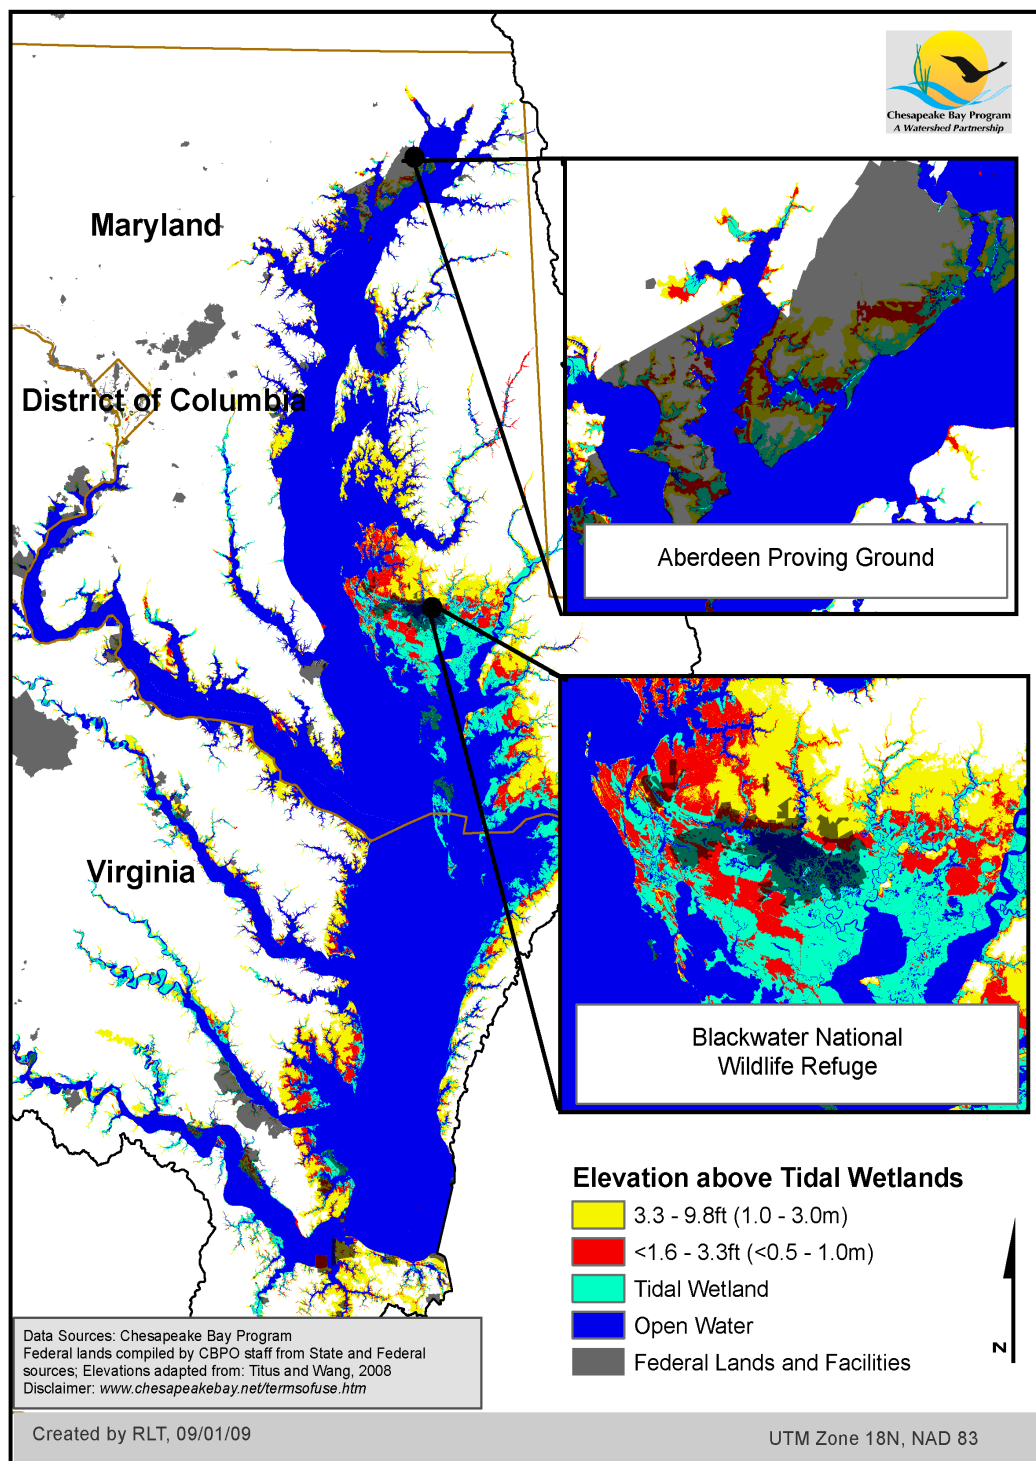 Chesapeake Bay Program
A Watershed Partnership
Maryland
District of Columbia
Virginia
Aberdeen Proving Ground
Blackwater National
Wildlife Refuge
Elevation above Tidal Wetlands
3.3 - 9.8ft (1.0 - 3.0m)
<1.6 - 3.3ft (<0.5 - 1.0m)
Tidal Wetland
Open Water
Federal Lands and Facilities
N
Data Sources: Chesapeake Bay Program
Federal lands compiled by CBPO staff from State and Federal
sources; Elevations adapted from: Titus and Wang, 2008
Disclaimer: www.chesapeakebay.net/termsofuse.htm
Created by RLT, 09/01/09
UTM Zone 18N, NAD 83